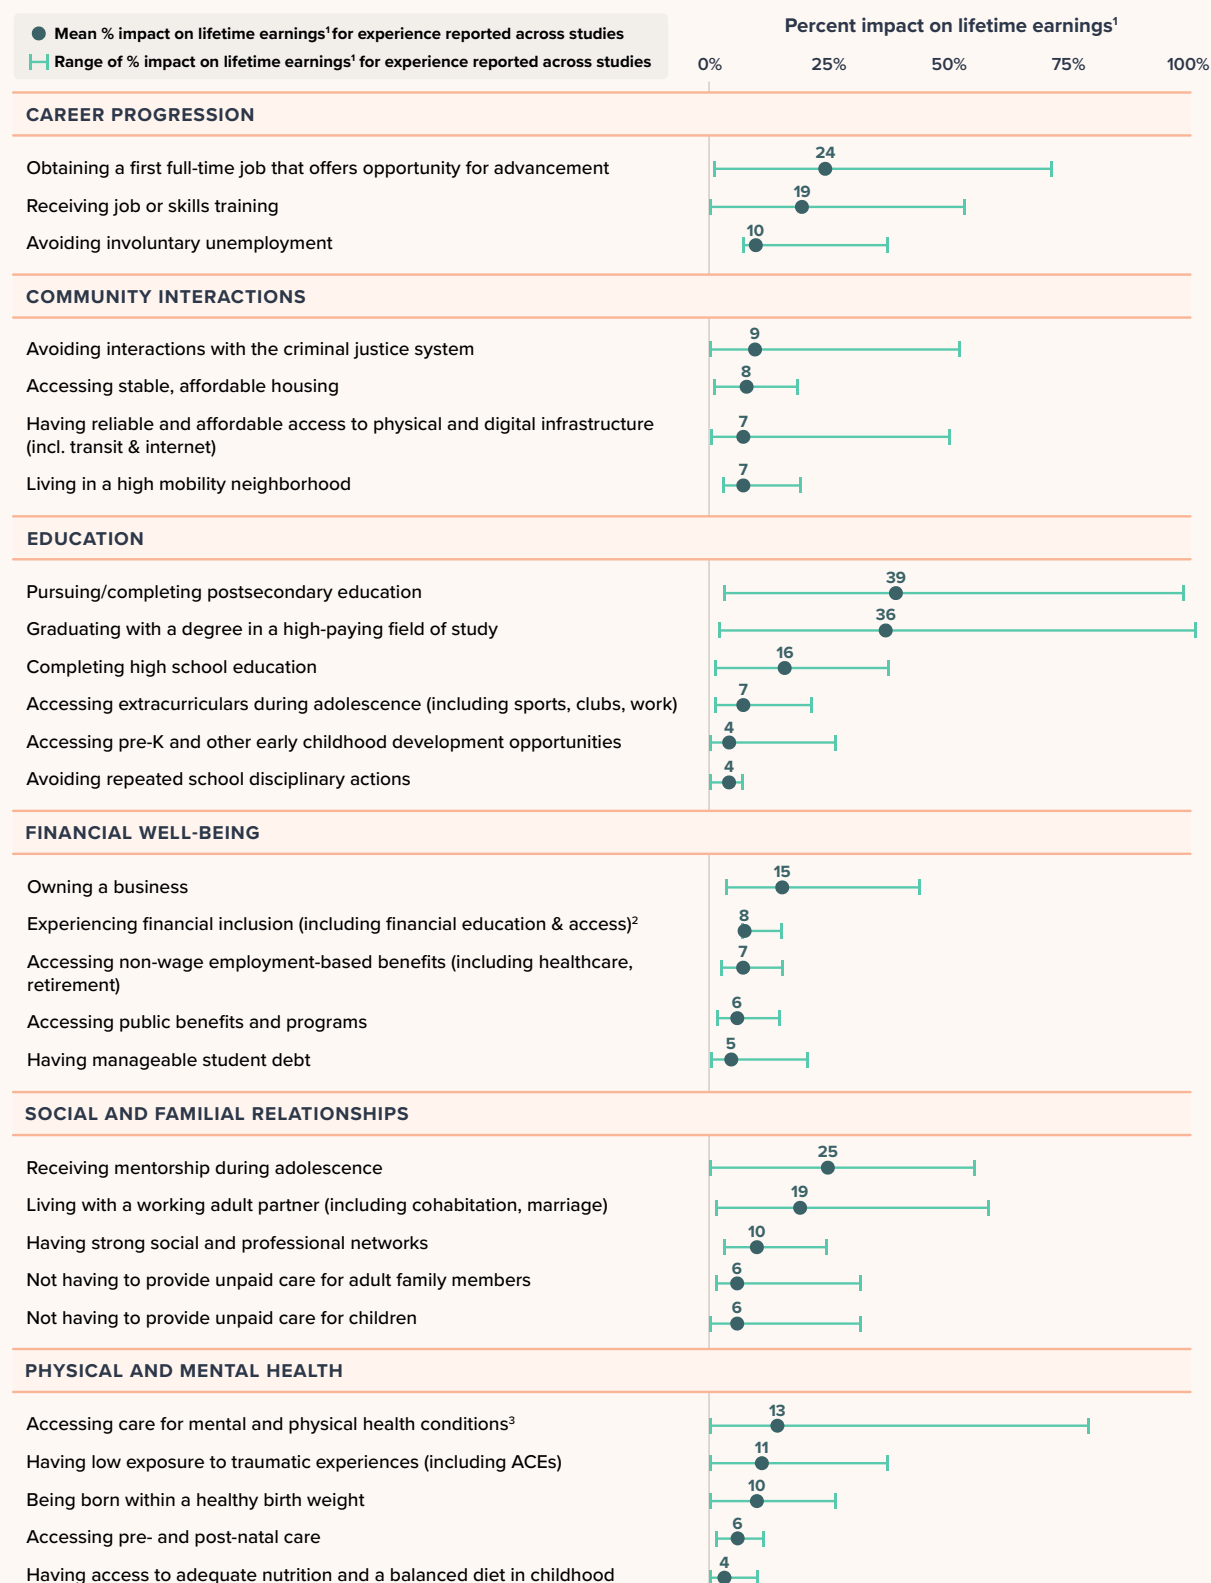 Mean % impact on lifetime earnings¹ for experience reported across studies
Range of % impact on lifetime earnings¹ for experience reported across studies
Percent impact on lifetime earnings¹
0% 25% 50% 75% 100%
CAREER PROGRESSION
24
Obtaining a first full-time job that offers opportunity for advancement
19
Receiving job or skills training
10
Avoiding involuntary unemployment
COMMUNITY INTERACTIONS
9
Avoiding interactions with the criminal justice system
8
Accessing stable, affordable housing
7
Having reliable and affordable access to physical and digital infrastructure
(incl. transit & internet)
7
Living in a high mobility neighborhood
EDUCATION
39
Pursuing/completing postsecondary education
36
Graduating with a degree in a high-paying field of study
16
Completing high school education
7
Accessing extracurriculars during adolescence (including sports, clubs, work)
4
Accessing pre-K and other early childhood development opportunities
4
Avoiding repeated school disciplinary actions
FINANCIAL WELL-BEING
15
Owning a business
8
Experiencing financial inclusion (including financial education & access)²
7
Accessing non-wage employment-based benefits (including healthcare,
retirement)
6
Accessing public benefits and programs
5
Having manageable student debt
SOCIAL AND FAMILIAL RELATIONSHIPS
25
Receiving mentorship during adolescence
19
Living with a working adult partner (including cohabitation, marriage)
10
Having strong social and professional networks
6
Not having to provide unpaid care for adult family members
6
Not having to provide unpaid care for children
PHYSICAL AND MENTAL HEALTH
13
Accessing care for mental and physical health conditions³
11
Having low exposure to traumatic experiences (including ACEs)
10
Being born within a healthy birth weight
6
Accessing pre- and post-natal care
4
Having access to adequate nutrition and a balanced diet in childhood